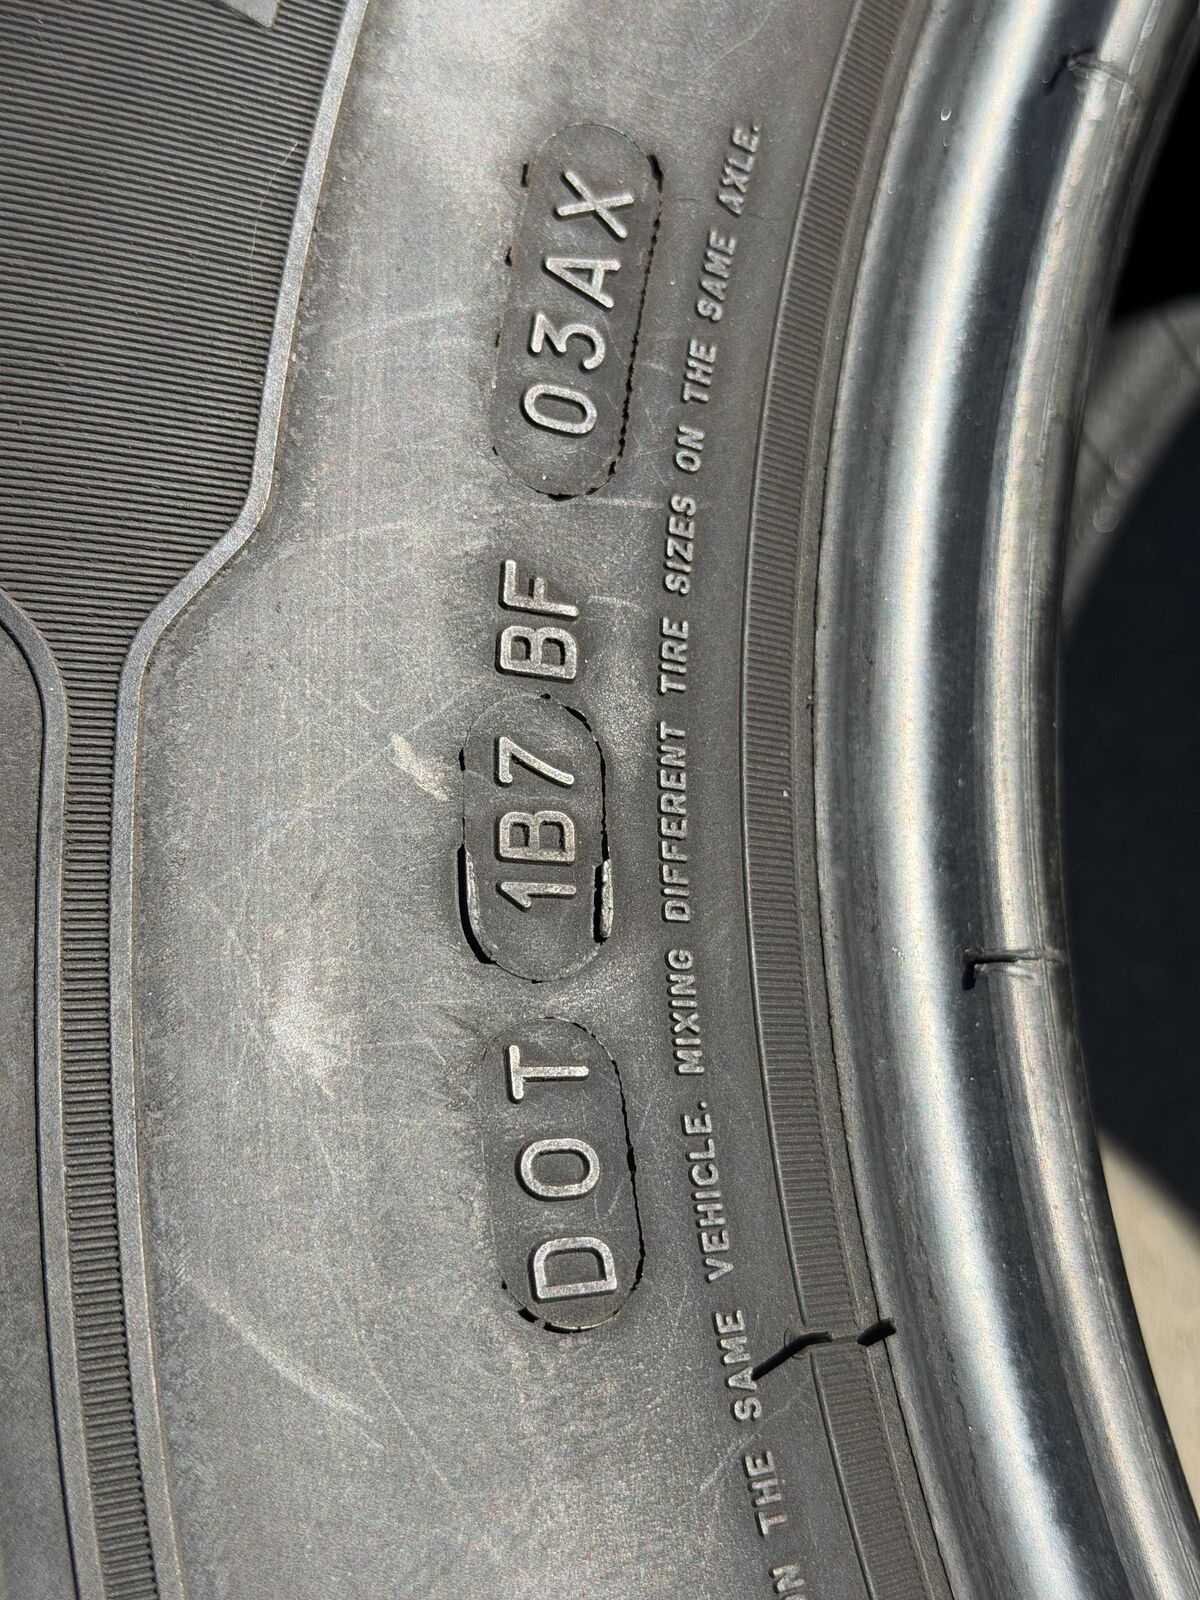 DOT 1B7 BF 03AX
ON THE SAME VEHICLE. MIXING DIFFERENT TIRE SIZES ON THE SAME AXLE.